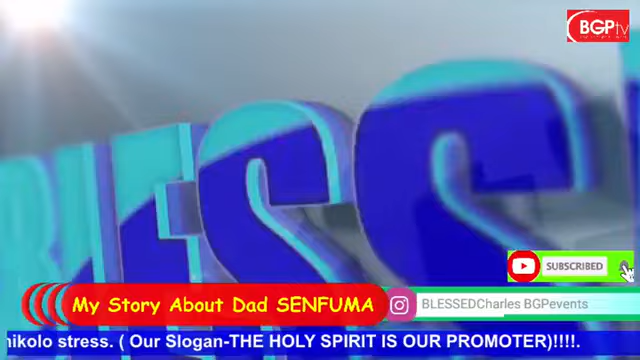 BGPtv
BLESS
SUBSCRIBED
My Story About Dad SENFUMA
BLESSEDCharles BGPevents
nikolo stress. ( Our Slogan-THE HOLY SPIRIT IS OUR PROMOTER)!!!!.